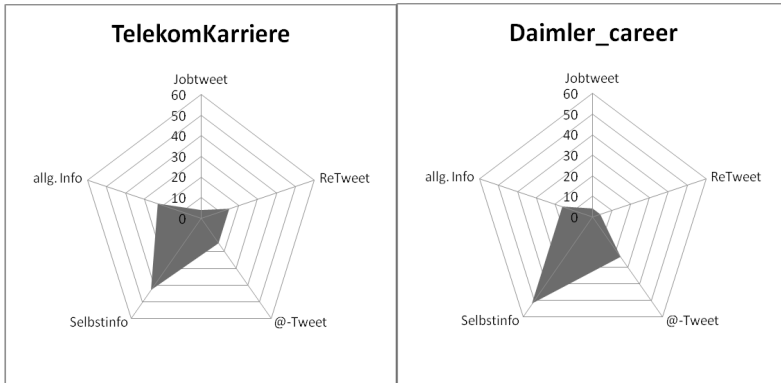 TelekomKarriere
Jobtweet
60
50
40
30
20
10
0
ReTweet
@-Tweet
Selbstinfo
allg. Info
Daimler_career
Jobtweet
60
50
40
30
20
10
0
ReTweet
@-Tweet
Selbstinfo
allg. Info